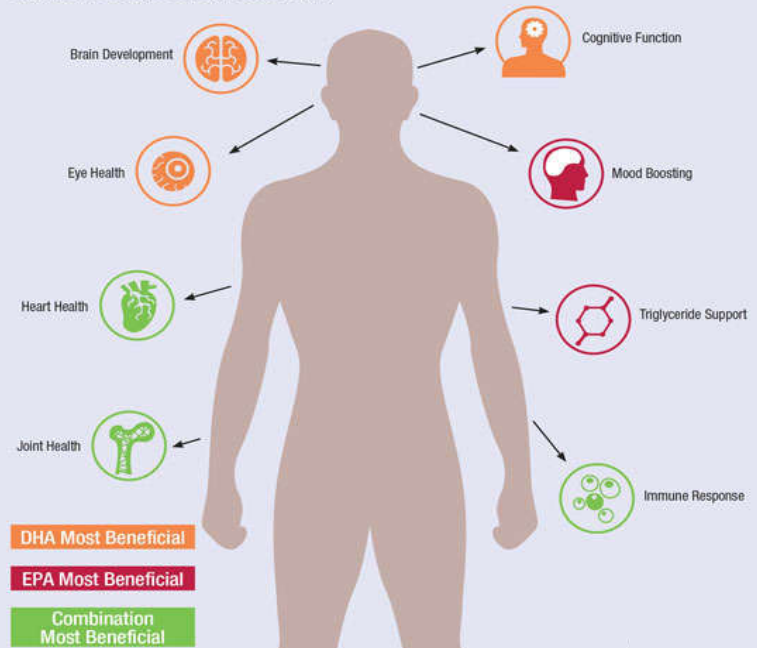 Brain Development
Cognitive Function
Eye Health
Mood Boosting
Heart Health
Triglyceride Support
Joint Health
Immune Response
DHA Most Beneficial
EPA Most Beneficial
Combination
Most Beneficial